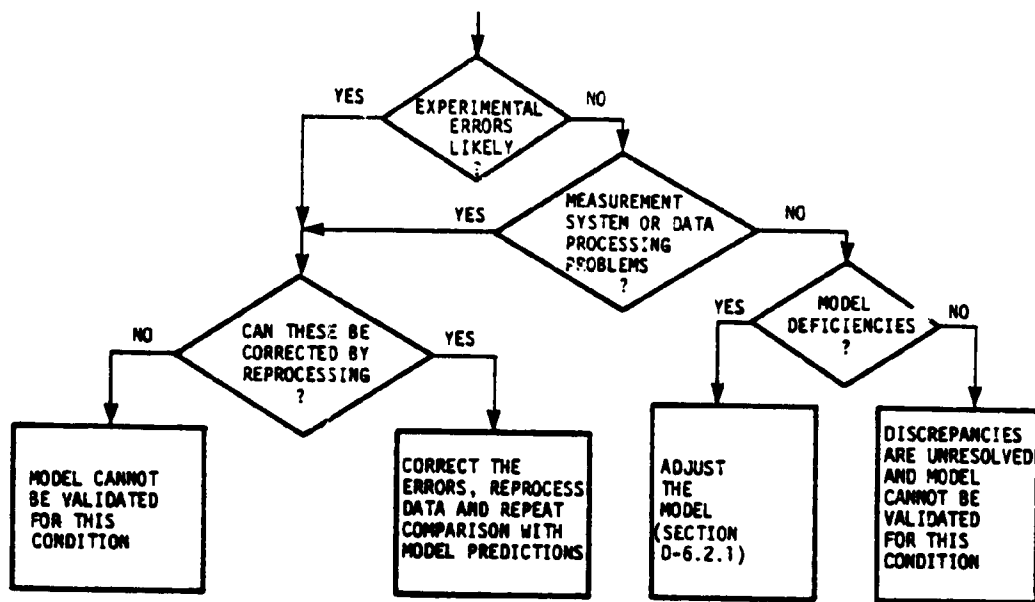 YES
EXPERIMENTAL
ERRORS
LIKELY
?
NO
YES
MEASUREMENT
SYSTEM OR DATA
PROCESSING
PROBLEMS
?
NO
NO
CAN THESE BE
CORRECTED BY
REPROCESSING
?
YES
YES
MODEL
DEFICIENCIES
?
NO
MODEL CANNOT
BE VALIDATED
FOR THIS
CONDITION
CORRECT THE
ERRORS, REPROCESS
DATA AND REPEAT
COMPARISON WITH
MODEL PREDICTIONS
ADJUST
THE
MODEL
(SECTION
D-6.2.1)
DISCREPANCIES
ARE UNRESOLVED
AND MODEL
CANNOT BE
VALIDATED
FOR THIS
CONDITION